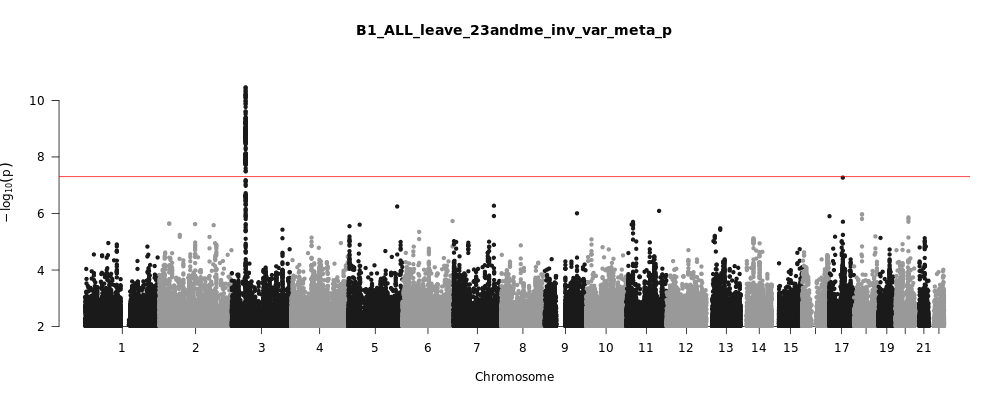 B1_ALL_leave_23andme_inv_var_meta_p
10
8
6
4
2
−log₁₀(p)
1 2 3 4 5 6 7 8 9 10 11 12 13 14 15 17 19 21
Chromosome